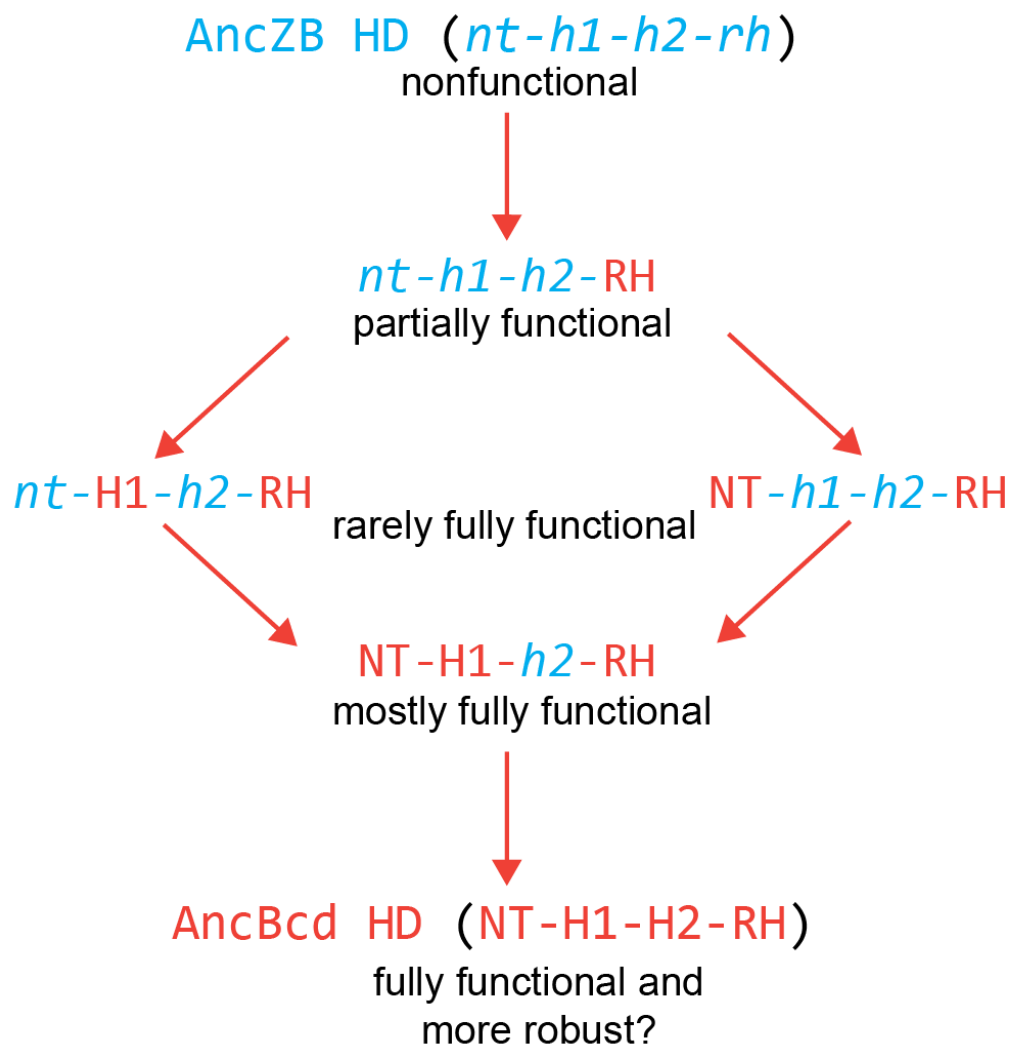 AncZB HD (nt-h1-h2-rh)
nonfunctional
nt-h1-h2-RH
partially functional
nt-H1-h2-RH
NT-h1-h2-RH
rarely fully functional
NT-H1-h2-RH
mostly fully functional
AncBcd HD (NT-H1-H2-RH)
fully functional and
more robust?